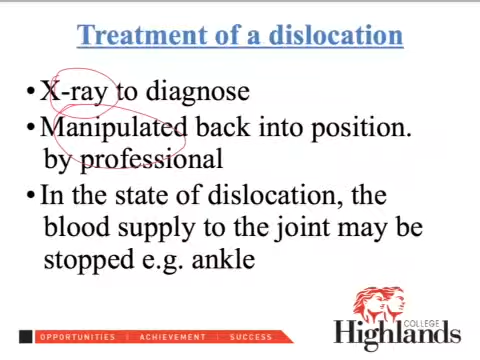 Treatment of a dislocation
•X-ray to diagnose
•Manipulated back into position.
by professional
•In the state of dislocation, the
blood supply to the joint may be
stopped e.g. ankle
COLLEGE
Highlands
OPPORTUNITIES | ACHIEVEMENT | SUCCESS